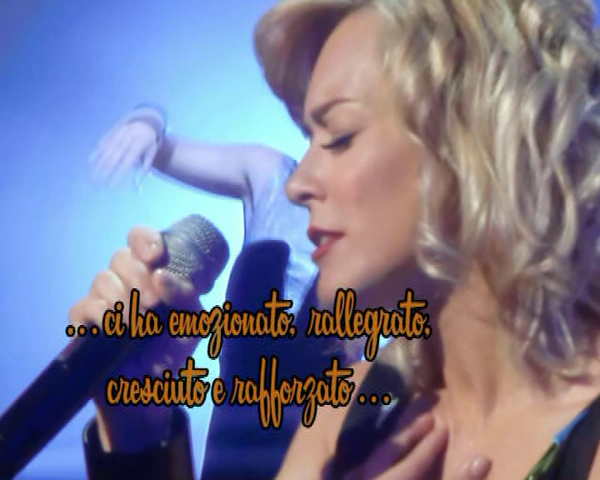 ...ci ha emozionato, rallegrato,
cresciuto e rafforzato...